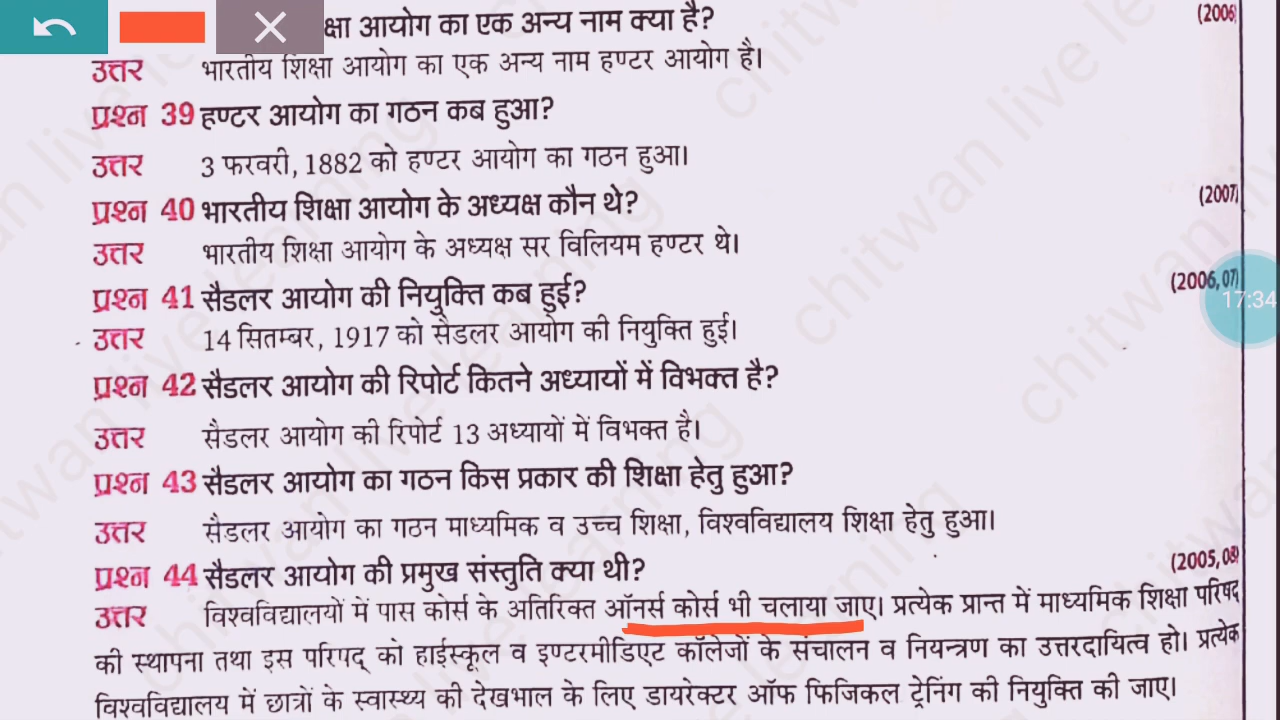 क्षा आयोग का एक अन्य नाम क्या है? (2006)
उत्तर भारतीय शिक्षा आयोग का एक अन्य नाम हण्टर आयोग है।
प्रश्न 39 हण्टर आयोग का गठन कब हुआ?
उत्तर 3 फरवरी, 1882 को हण्टर आयोग का गठन हुआ।
प्रश्न 40 भारतीय शिक्षा आयोग के अध्यक्ष कौन थे? (2007)
उत्तर भारतीय शिक्षा आयोग के अध्यक्ष सर विलियम हण्टर थे।
प्रश्न 41 सैडलर आयोग की नियुक्ति कब हुई? (2006, 07)
17:34
उत्तर 14 सितम्बर, 1917 को सैडलर आयोग की नियुक्ति हुई।
प्रश्न 42 सैडलर आयोग की रिपोर्ट कितने अध्यायों में विभक्त है?
उत्तर सैडलर आयोग की रिपोर्ट 13 अध्यायों में विभक्त है।
प्रश्न 43 सैडलर आयोग का गठन किस प्रकार की शिक्षा हेतु हुआ?
उत्तर सैडलर आयोग का गठन माध्यमिक व उच्च शिक्षा, विश्वविद्यालय शिक्षा हेतु हुआ।
प्रश्न 44 सैडलर आयोग की प्रमुख संस्तुति क्या थी? (2005, 08)
उत्तर विश्वविद्यालयों में पास कोर्स के अतिरिक्त ऑनर्स कोर्स भी चलाया जाए। प्रत्येक प्रान्त में माध्यमिक शिक्षा परिषद्
की स्थापना तथा इस परिषद् को हाईस्कूल व इण्टरमीडिएट कॉलेजों के संचालन व नियन्त्रण का उत्तरदायित्व हो। प्रत्येक
विश्वविद्यालय में छात्रों के स्वास्थ्य की देखभाल के लिए डायरेक्टर ऑफ फिजिकल ट्रेनिंग की नियुक्ति की जाए।
chitwan live learning